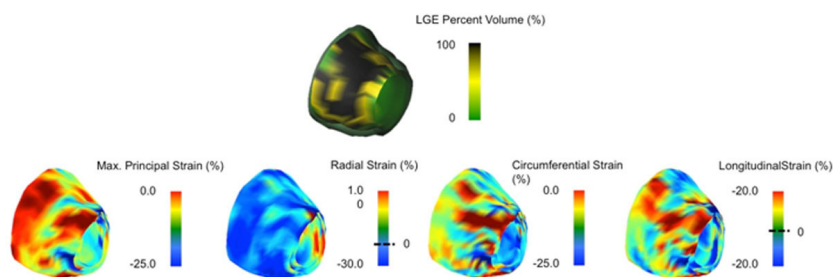 LGE Percent Volume (%)
100
0
Max. Principal Strain (%)
0.0
-25.0
Radial Strain (%)
1.0
0
0
-30.0
Circumferential Strain
(%)
0.0
-25.0
LongitudinalStrain (%)
-20.0
0
-20.0